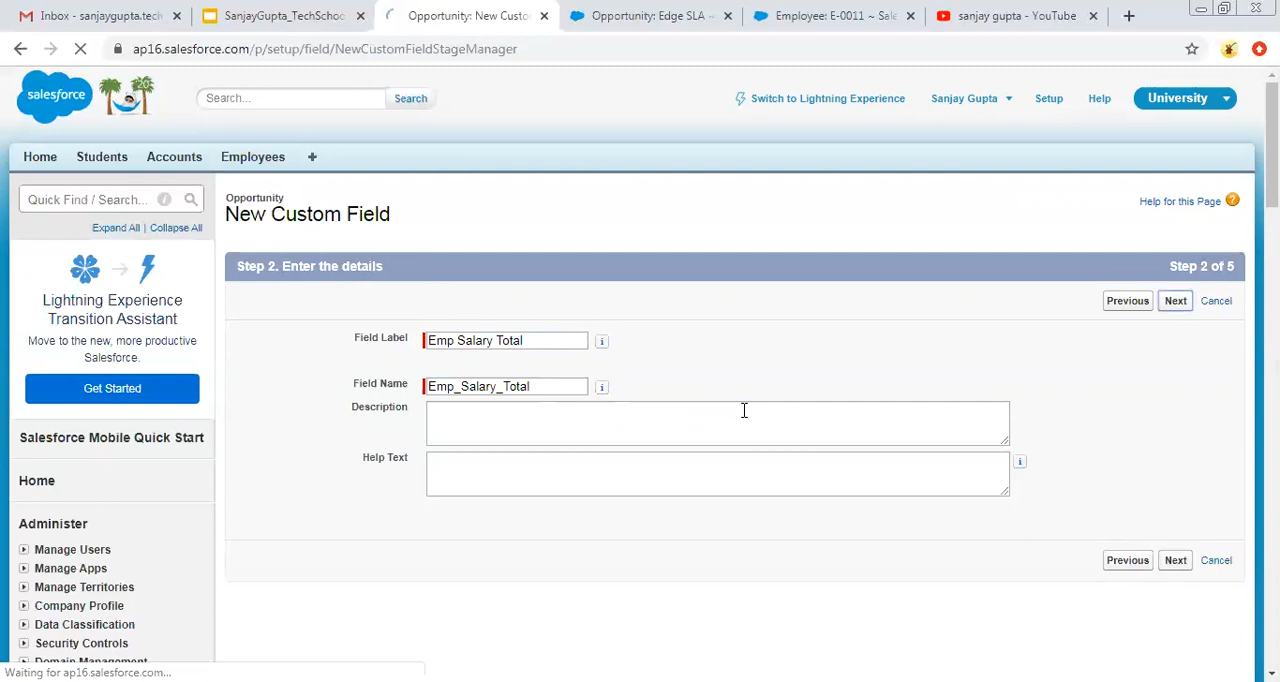 Inbox - sanjaygupta.tech
SanjayGupta_TechSchoo
Opportunity: New Custo
Opportunity: Edge SLA ~
Employee: E-0011 ~ Sale
sanjay gupta - YouTube
ap16.salesforce.com/p/setup/field/NewCustomFieldStageManager
salesforce
Search...
Search
Switch to Lightning Experience
Sanjay Gupta
Setup
Help
University
Home
Students
Accounts
Employees
+
Quick Find / Search...
Expand All | Collapse All
Lightning Experience
Transition Assistant
Move to the new, more productive
Salesforce.
Get Started
Salesforce Mobile Quick Start
Home
Administer
Manage Users
Manage Apps
Manage Territories
Company Profile
Data Classification
Security Controls
Domain Management
Opportunity
New Custom Field
Help for this Page
Step 2. Enter the details
Step 2 of 5
Previous
Next
Cancel
Field Label
Emp Salary Total
Field Name
Emp_Salary_Total
Description
Help Text
Previous
Next
Cancel
Waiting for ap16.salesforce.com...